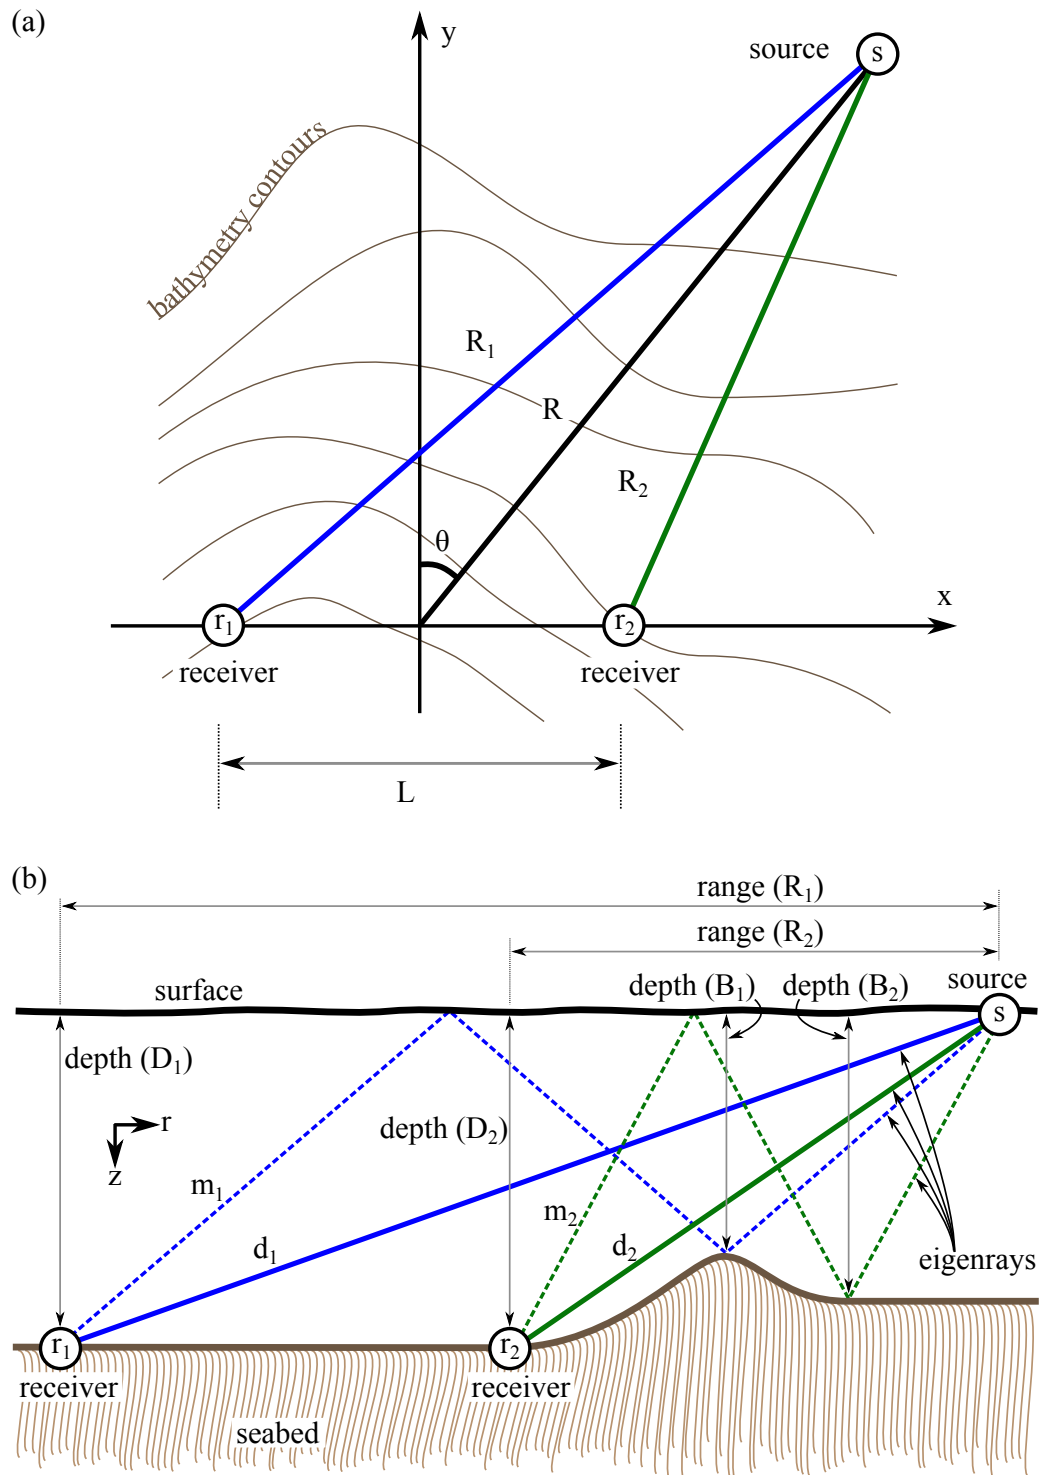 (a)
y
source
s
bathymetry contours
R₁
R
R₂
θ
x
r₁
r₂
receiver
receiver
L
(b)
range (R₁)
range (R₂)
depth (B₁)
depth (B₂)
source
surface
s
depth (D₁)
depth (D₂)
r
z
m₁
m₂
d₁
d₂
eigenrays
r₁
r₂
receiver
receiver
seabed